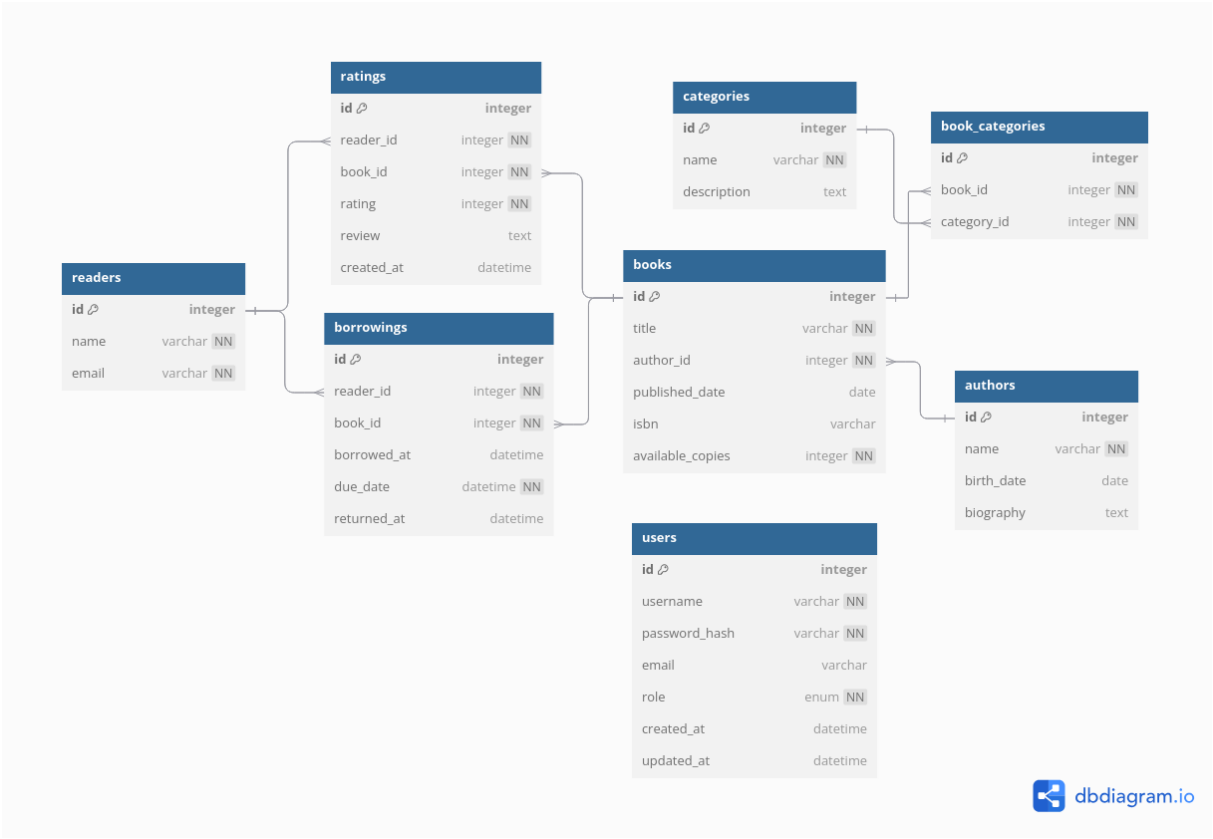 ratings
id integer
reader_id integer NN
book_id integer NN
rating integer NN
review text
created_at datetime
categories
id integer
name varchar NN
description text
book_categories
id integer
book_id integer NN
category_id integer NN
readers
id integer
name varchar NN
email varchar NN
borrowings
id integer
reader_id integer NN
book_id integer NN
borrowed_at datetime
due_date datetime NN
returned_at datetime
books
id integer
title varchar NN
author_id integer NN
published_date date
isbn varchar
available_copies integer NN
authors
id integer
name varchar NN
birth_date date
biography text
users
id integer
username varchar NN
password_hash varchar NN
email varchar
role enum NN
created_at datetime
updated_at datetime
dbdiagram.io